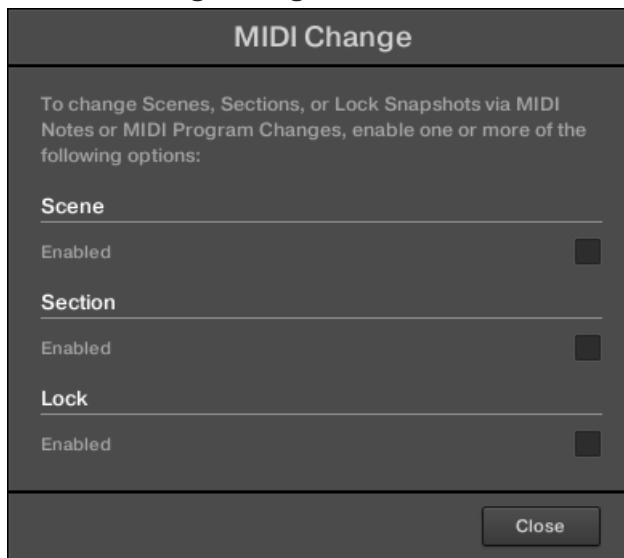 MIDI Change
To change Scenes, Sections, or Lock Snapshots via MIDI
Notes or MIDI Program Changes, enable one or more of the
following options:
Scene
Enabled
Section
Enabled
Lock
Enabled
Close